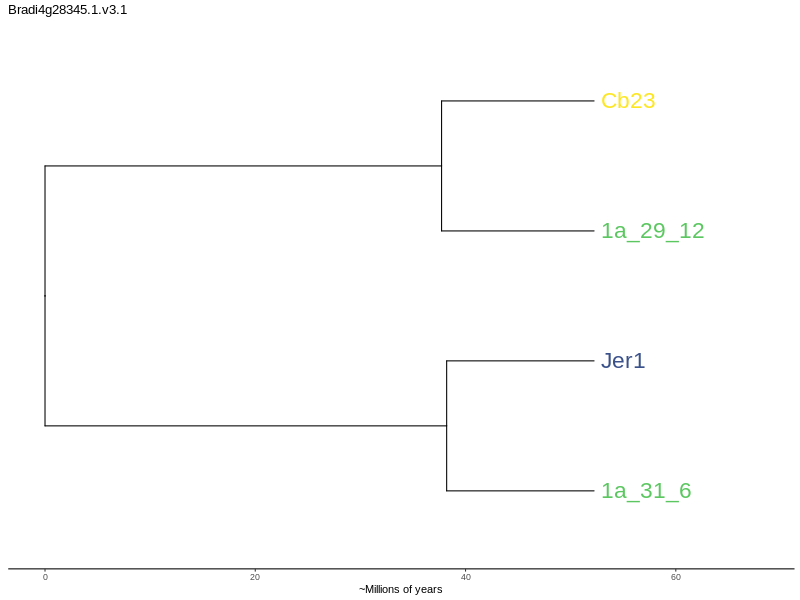 Bradi4g28345.1.v3.1
Cb23
1a_29_12
Jer1
1a_31_6
0 20 40 60
~Millions of years